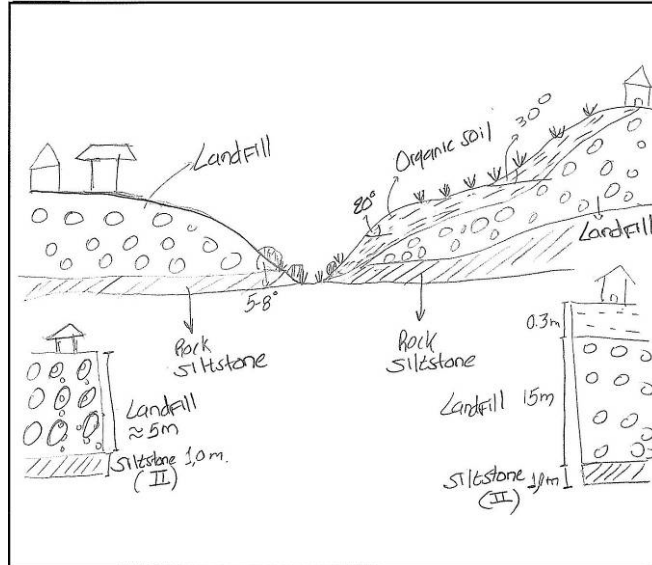 Landfill
Organic soil
30°
20°
Landfill
5-8°
Rock
Siltstone
Rock
Siltstone
Landfill
≈5m
Siltstone 1,0m.
(II)
0.3m
Landfill 15m
Siltstone 1,0m
(II)